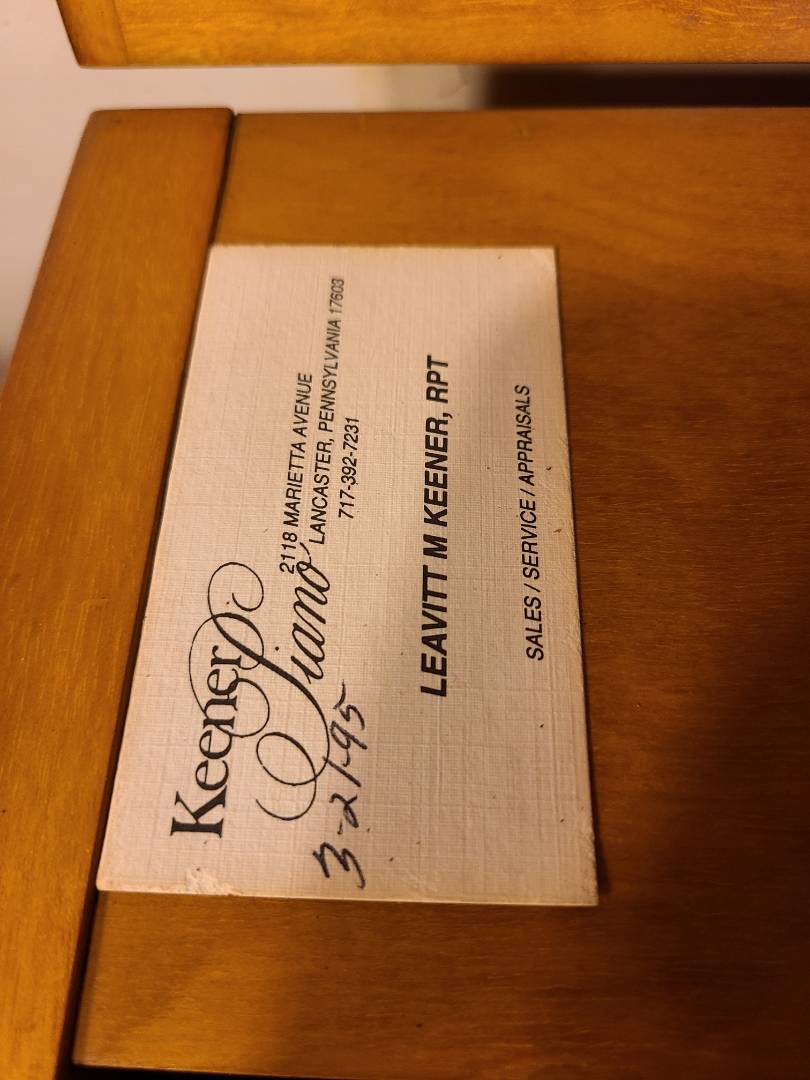 Keener
Piano
2118 MARIETTA AVENUE
LANCASTER, PENNSYLVANIA 17603
717-392-7231
3-21-95
LEAVITT M KEENER, RPT
SALES / SERVICE / APPRAISALS